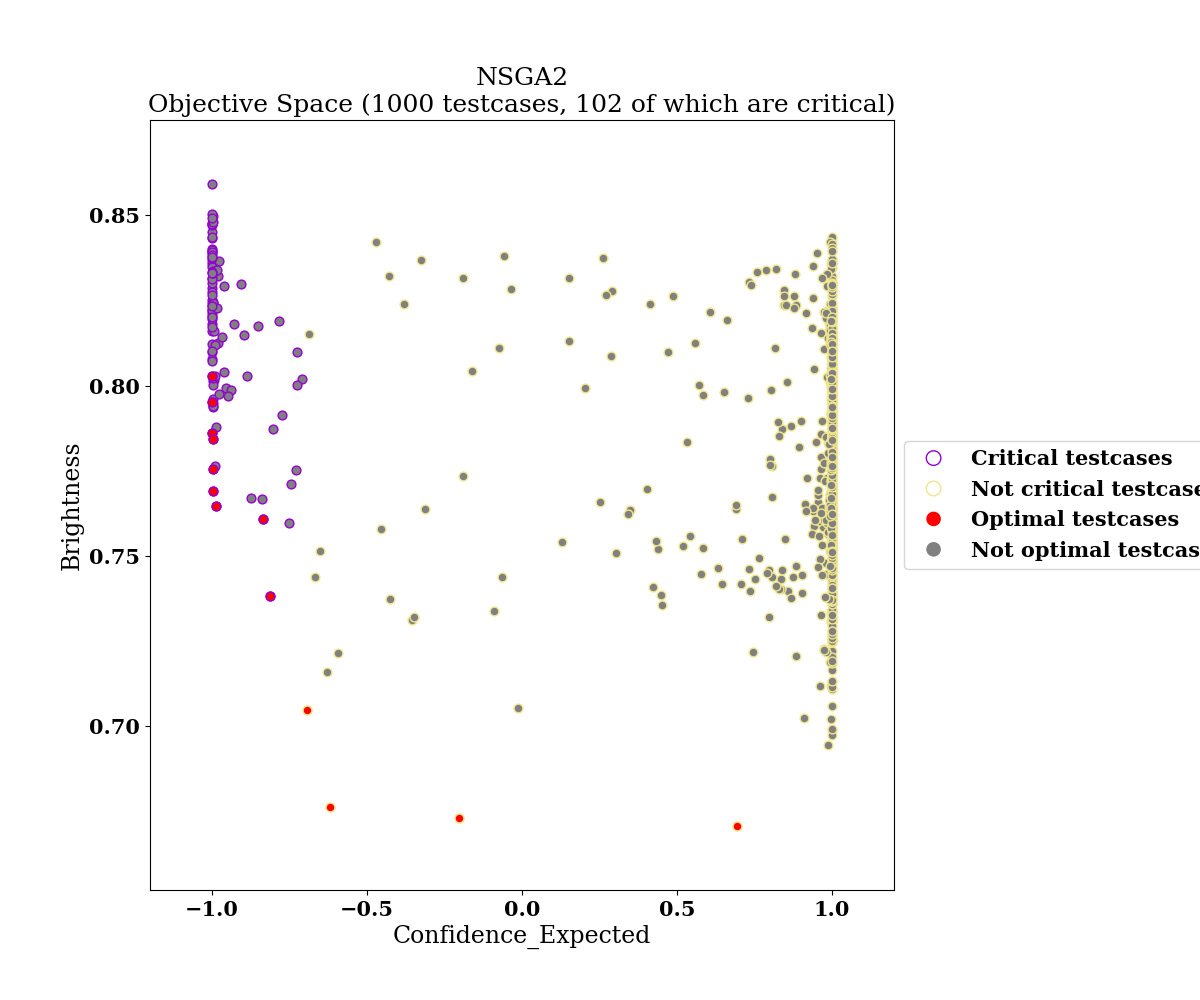 NSGA2
Objective Space (1000 testcases, 102 of which are critical)
Brightness
0.85
0.80
0.75
0.70
−1.0
−0.5
0.0
0.5
1.0
Confidence_Expected
Critical testcases
Not critical testcase
Optimal testcases
Not optimal testcas